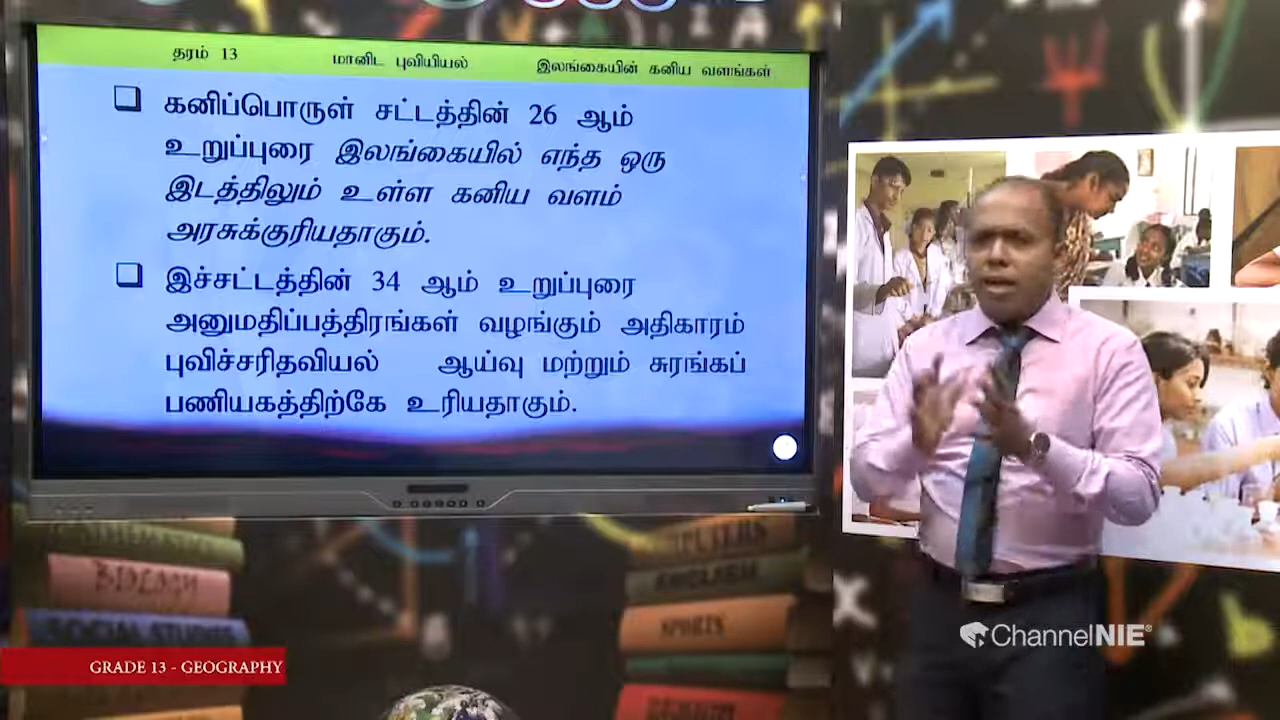 தரம் 13 மானிட புவியியல் இலங்கையின் கனிய வளங்கள்
❑ கனிப்பொருள் சட்டத்தின் 26 ஆம்
உறுப்புரை இலங்கையில் எந்த ஒரு
இடத்திலும் உள்ள கனிய வளம்
அரசுக்குரியதாகும்.
❑ இச்சட்டத்தின் 34 ஆம் உறுப்புரை
அனுமதிப்பத்திரங்கள் வழங்கும் அதிகாரம்
புவிச்சரிதவியல் ஆய்வு மற்றும் சுரங்கப்
பணியகத்திற்கே உரியதாகும்.
BIOLOGY
SOCIAL STUDIES
ENGLISH
SPORTS
GRADE 13 - GEOGRAPHY
ChannelNIE